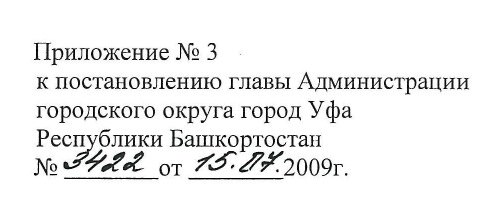 Приложение № 3
к постановлению главы Администрации
городского округа город Уфа
Республики Башкортостан
№ 3422 от 15.07.2009г.